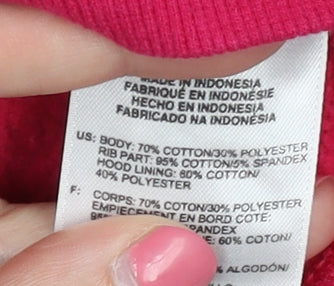 MADE IN INDONESIA
FABRIQUÉ EN INDONÉSIE
HECHO EN INDONESIA
FABRICADO NA INDONÉSIA
US: BODY: 70% COTTON/30% POLYESTER
RIB PART: 95% COTTON/5% SPANDEX
HOOD LINING: 60% COTTON/
40% POLYESTER
F: CORPS: 70% COTON/30% POLYESTER
EMPIECEMENT EN BORD COTE:
SPANDEX
60% COTON/
% ALGODÓN/